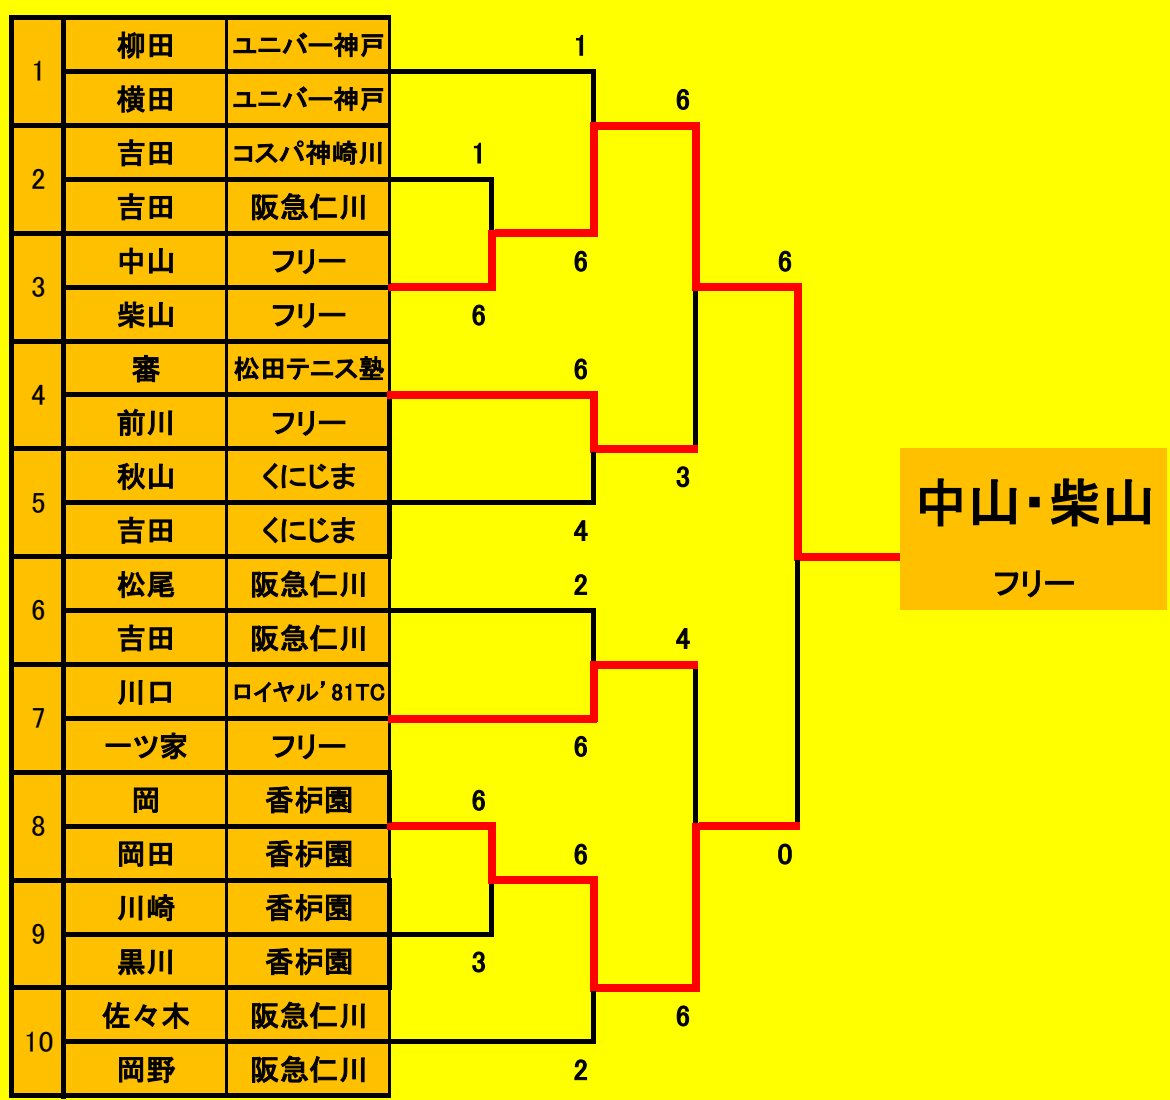 1
柳田 ユニバー神戸
横田 ユニバー神戸
2
吉田 コスパ神崎川
吉田 阪急仁川
3
中山 フリー
柴山 フリー
4
審 松田テニス塾
前川 フリー
5
秋山 くにじま
吉田 くにじま
6
松尾 阪急仁川
吉田 阪急仁川
7
川口 ロイヤル’81TC
一ツ家 フリー
8
岡 香枦園
岡田 香枦園
9
川崎 香枦園
黒川 香枦園
10
佐々木 阪急仁川
岡野 阪急仁川
1
6
1
6
6
6
6
3
4
2
4
6
6
6
0
3
6
2
中山・柴山
フリー